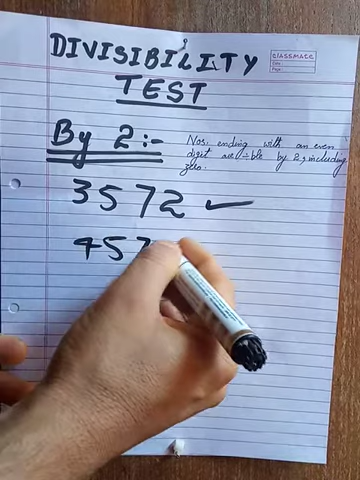 DIVISIBILITY
CLASSMATE
Date :
Page :
TEST
By 2:-
Nos. ending with an even
digit are ÷ble by 2, including
zero.
3572 ✓
457